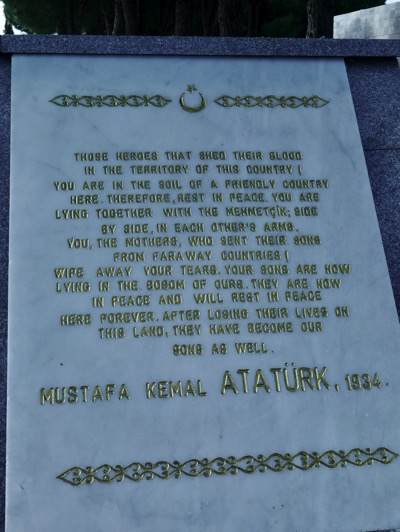 THOSE HEROES THAT SHED THEIR BLOOD
IN THE TERRITORY OF THIS COUNTRY !
YOU ARE IN THE SOIL OF A FRIENDLY COUNTRY
HERE. THEREFORE, REST IN PEACE. YOU ARE
LYING TOGETHER WITH THE MEHMETÇİK; SIDE
BY SIDE, IN EACH OTHER'S ARMS.
YOU, THE MOTHERS, WHO SENT THEIR SONS
FROM FARAWAY COUNTRIES !
WIPE AWAY YOUR TEARS. YOUR SONS ARE NOW
LYING IN THE BOSOM OF OURS. THEY ARE NOW
IN PEACE AND WILL REST IN PEACE
HERE FOREVER. AFTER LOSING THEIR LIVES ON
THIS LAND, THEY HAVE BECOME OUR
SONS AS WELL.
MUSTAFA KEMAL ATATÜRK, 1934.